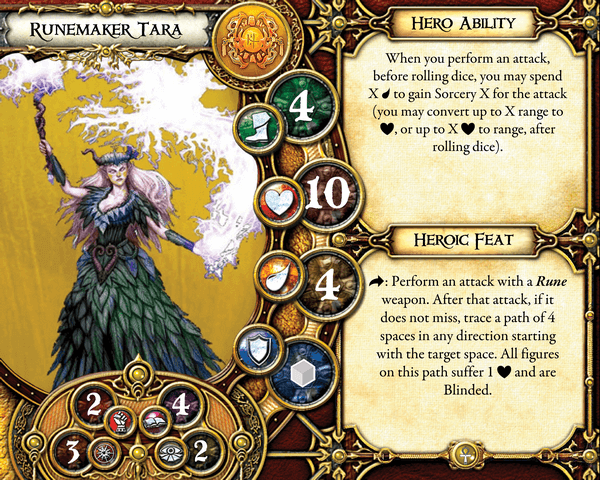 Runemaker Tara
4
10
4
2
4
3
2
Hero Ability
When you perform an attack,
before rolling dice, you may spend
X to gain Sorcery X for the attack
(you may convert up to X range to
, or up to X to range, after
rolling dice).
Heroic Feat
: Perform an attack with a Rune
weapon. After that attack, if it
does not miss, trace a path of 4
spaces in any direction starting
with the target space. All figures
on this path suffer 1 and are
Blinded.